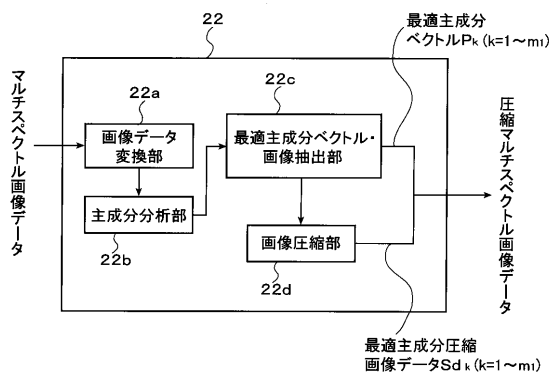 22
最適主成分
ベクトルPk (k=1～m1)
マルチスペクトル画像データ
22a
画像データ
変換部
22c
最適主成分ベクトル・
画像抽出部
主成分分析部
22b
画像圧縮部
22d
圧縮マルチスペクトル画像データ
最適主成分圧縮
画像データSdk (k=1～m1)